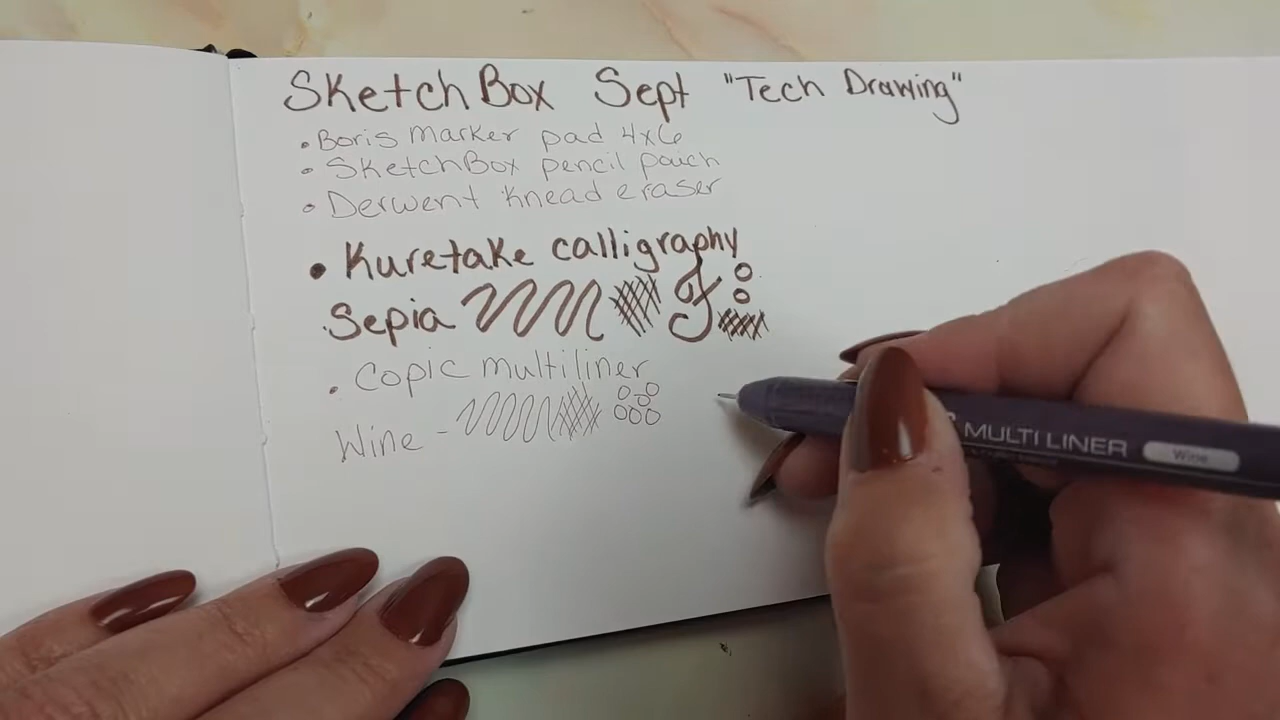 SketchBox Sept "Tech Drawing"
• Boris Marker pad 4x6
• SketchBox pencil pouch
• Derwent knead eraser
• Kuretake calligraphy
Sepia
• Copic multiliner
Wine -
MULTI LINER Wine